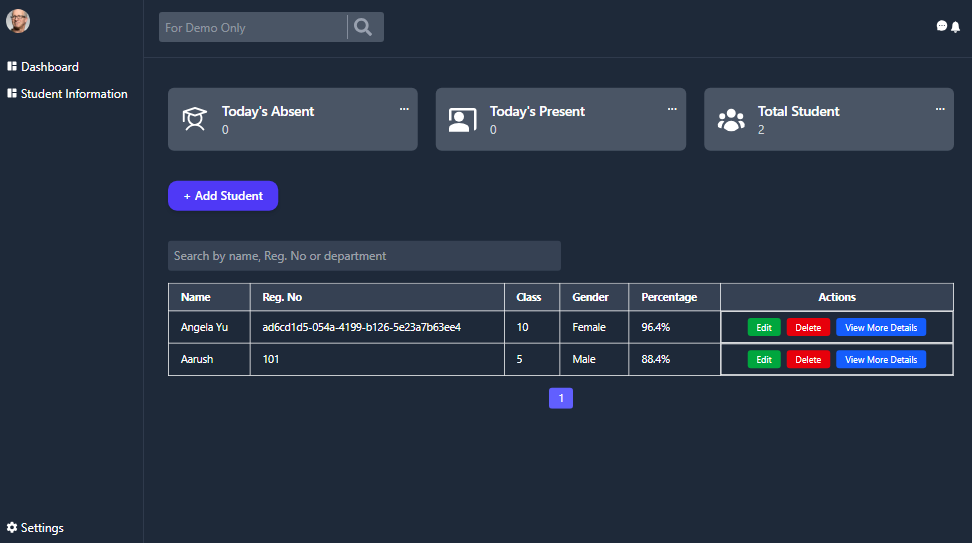 For Demo Only
Dashboard
Student Information
Today's Absent
0
Today's Present
0
Total Student
2
+ Add Student
Search by name, Reg. No or department
Name Reg. No Class Gender Percentage Actions
Angela Yu ad6cd1d5-054a-4199-b126-5e23a7b63ee4 10 Female 96.4% Edit Delete View More Details
Aarush 101 5 Male 88.4% Edit Delete View More Details
1
Settings